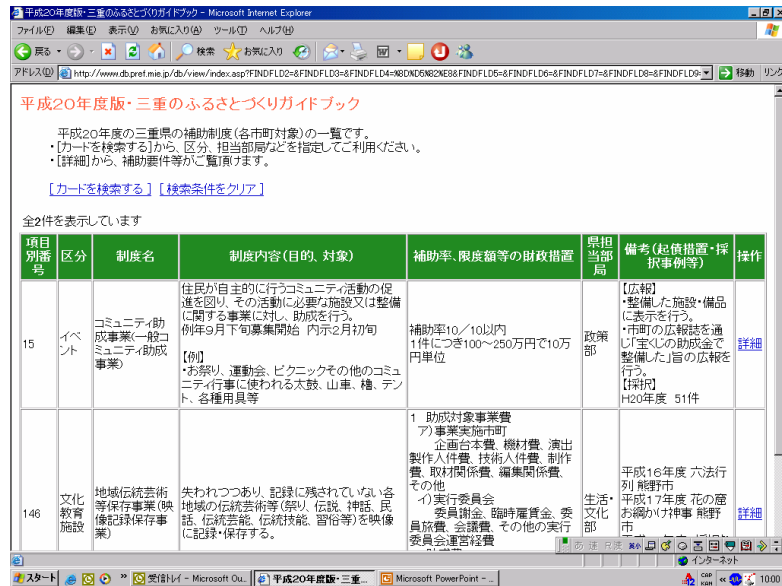 平成20年度版・三重のふるさとづくりガイドブック - Microsoft Internet Explorer
ファイル(F) 編集(E) 表示(V) お気に入り(A) ツール(T) ヘルプ(H)
戻る 検索 お気に入り
アドレス(D) http://www.db.pref.mie.jp/db/view/index.asp?FINDFLD2=&FINDFLD3=&FINDFLD4=%8D%D5%82%E8&FINDFLD5=&FINDFLD6=&FINDFLD7=&FINDFLD8=&FINDFLD9= 移動 リンク
平成20年度版・三重のふるさとづくりガイドブック
平成20年度の三重県の補助制度(各市町対象)の一覧です。
・[カードを検索する]から、区分、担当部局などを指定してご利用ください。
・[詳細]から、補助要件等がご覧頂けます。
[カードを検索する] [検索条件をクリア]
全2件を表示しています
項目別番号 区分 制度名 制度内容(目的、対象) 補助率、限度額等の財政措置 県担当部局 備考(起債措置・採択事例等) 操作
15
イベント
コミュニティ助成事業(一般コミュニティ助成事業)
住民が自主的に行うコミュニティ活動の促
進を図り、その活動に必要な施設又は整備
に関する事業に対し、助成を行う。
例年9月下旬募集開始 内示2月初旬
【例】
・お祭り、運動会、ピクニックその他のコミュ
ニティ行事に使われる太鼓、山車、櫓、テン
ト、各種用具等
補助率10/10以内
1件につき100~250万円で10万
円単位
政策部
【広報】
・整備した施設・備品
に表示を行う。
・市町の広報誌を通
じ「宝くじの助成金で
整備した」旨の広報を
行う。
【採択】
H20年度 51件
詳細
146
文化教育施設
地域伝統芸術等保存事業(映像記録保存事業)
失われつつあり、記録に残されていない各
地域の伝統芸術等(祭り、伝説、神話、民
話、伝統芸能、伝統技能、習俗等)を映像
に記録・保存する。
1 助成対象事業費
ア)事業実施市町
企画台本費、機材費、演出
製作人件費、技術人件費、制作
費、取材関係費、編集関係費、
その他
イ)実行委員会
委員謝金、臨時雇賃金、委
員旅費、会議費、その他の実行
委員会運営経費
生活・文化部
平成16年度 六法行
列 熊野市
平成17年度 花の窟
お綱かけ神事 熊野
市
詳細
インターネット
スタート 受信トレイ - Microsoft Ou... 平成20年度版・三重... Microsoft PowerPoint - ... CAP KANA 10:00